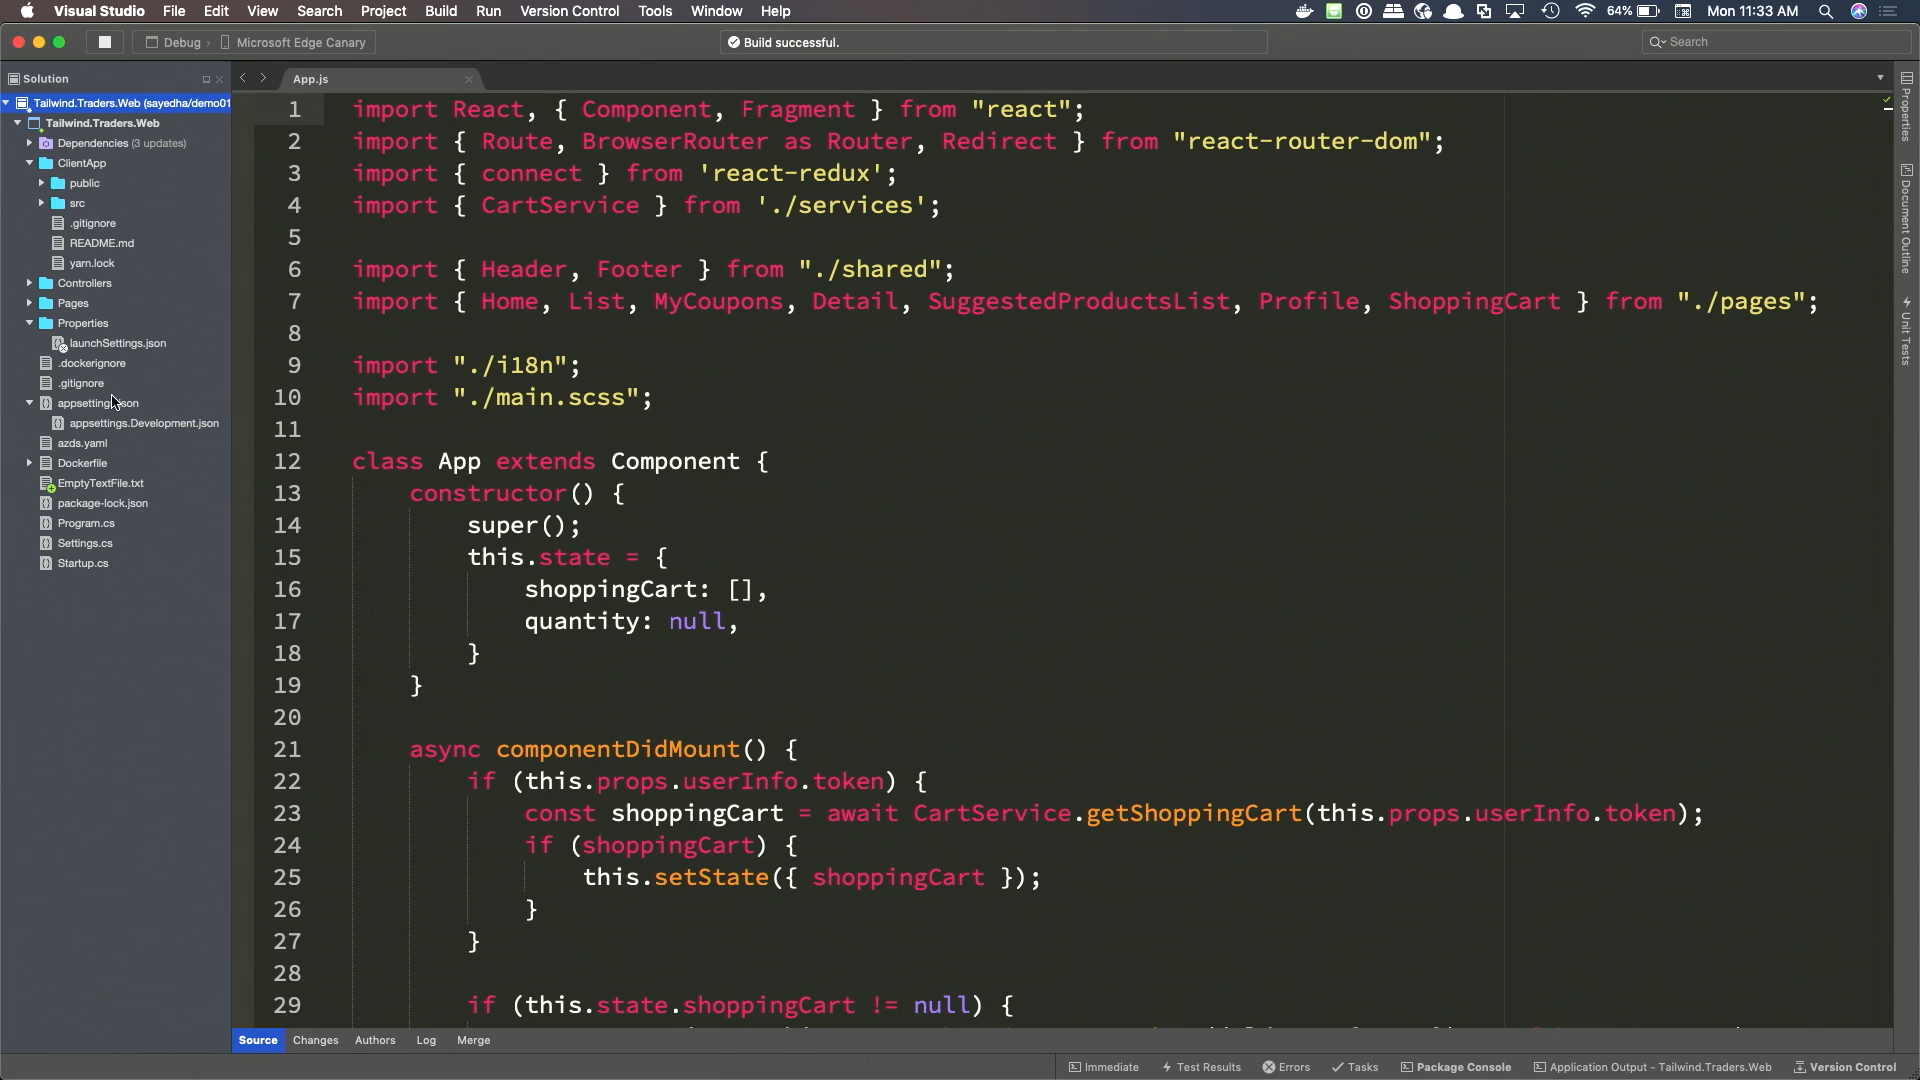 Visual Studio File Edit View Search Project Build Run Version Control Tools Window Help 64% Mon 11:33 AM
Debug › Microsoft Edge Canary Build successful. Search
Solution
App.js
Tailwind.Traders.Web (sayedha/demo01
Tailwind.Traders.Web
Dependencies (3 updates)
ClientApp
public
src
.gitignore
README.md
yarn.lock
Controllers
Pages
Properties
launchSettings.json
.dockerignore
.gitignore
appsettings.Development.json
azds.yaml
Dockerfile
EmptyTextFile.txt
package-lock.json
Program.cs
Settings.cs
Startup.cs
1 import React, { Component, Fragment } from "react";
2 import { Route, BrowserRouter as Router, Redirect } from "react-router-dom";
3 import { connect } from 'react-redux';
4 import { CartService } from './services';
5
6 import { Header, Footer } from "./shared";
7 import { Home, List, MyCoupons, Detail, SuggestedProductsList, Profile, ShoppingCart } from "./pages";
8
9 import "./i18n";
10 import "./main.scss";
11
12 class App extends Component {
13 constructor() {
14 super();
15 this.state = {
16 shoppingCart: [],
17 quantity: null,
18 }
19 }
20
21 async componentDidMount() {
22 if (this.props.userInfo.token) {
23 const shoppingCart = await CartService.getShoppingCart(this.props.userInfo.token);
24 if (shoppingCart) {
25 this.setState({ shoppingCart });
26 }
27 }
28
29 if (this.state.shoppingCart != null) {
Properties
Document Outline
Unit Tests
Source Changes Authors Log Merge
Immediate Test Results Errors Tasks Package Console Application Output - Tailwind.Traders.Web Version Control